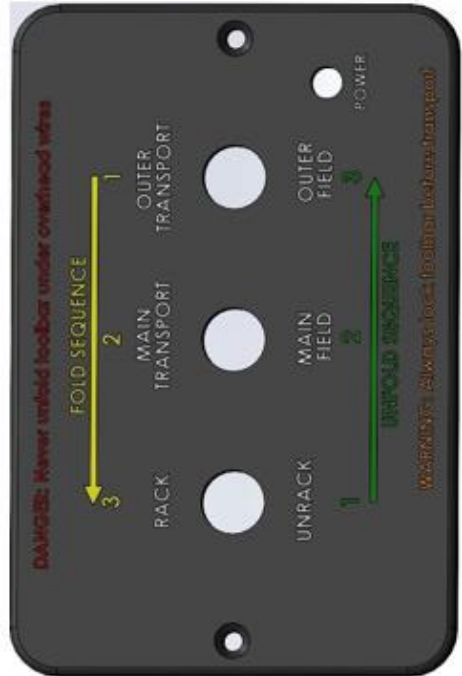 DANGER: Never unfold toolbar under overhead wires
FOLD SEQUENCE
3 2 1
RACK
MAIN
TRANSPORT
OUTER
TRANSPORT
UNRACK
MAIN
FIELD
OUTER
FIELD
POWER
1 2 3
UNFOLD SEQUENCE
WARNING: Always lock toolbar before transport